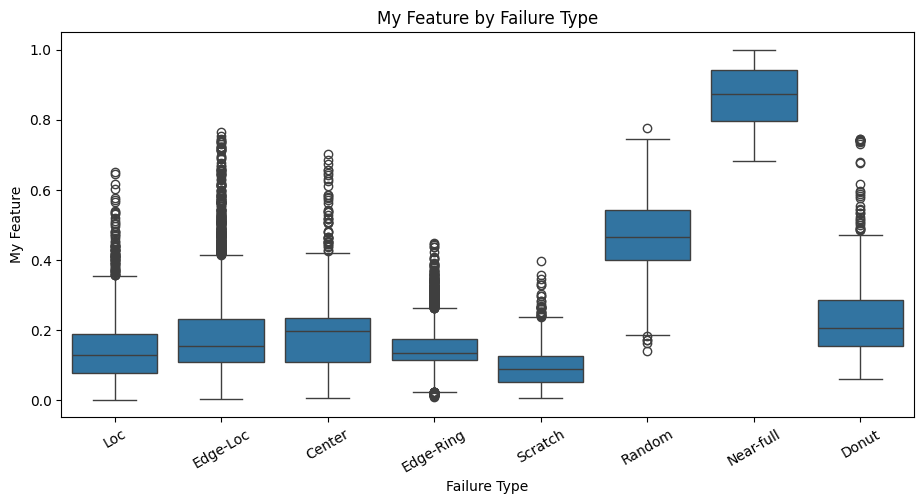 My Feature by Failure Type
My Feature
1.0
0.8
0.6
0.4
0.2
0.0
Loc
Edge-Loc
Center
Edge-Ring
Scratch
Random
Near-full
Donut
Failure Type